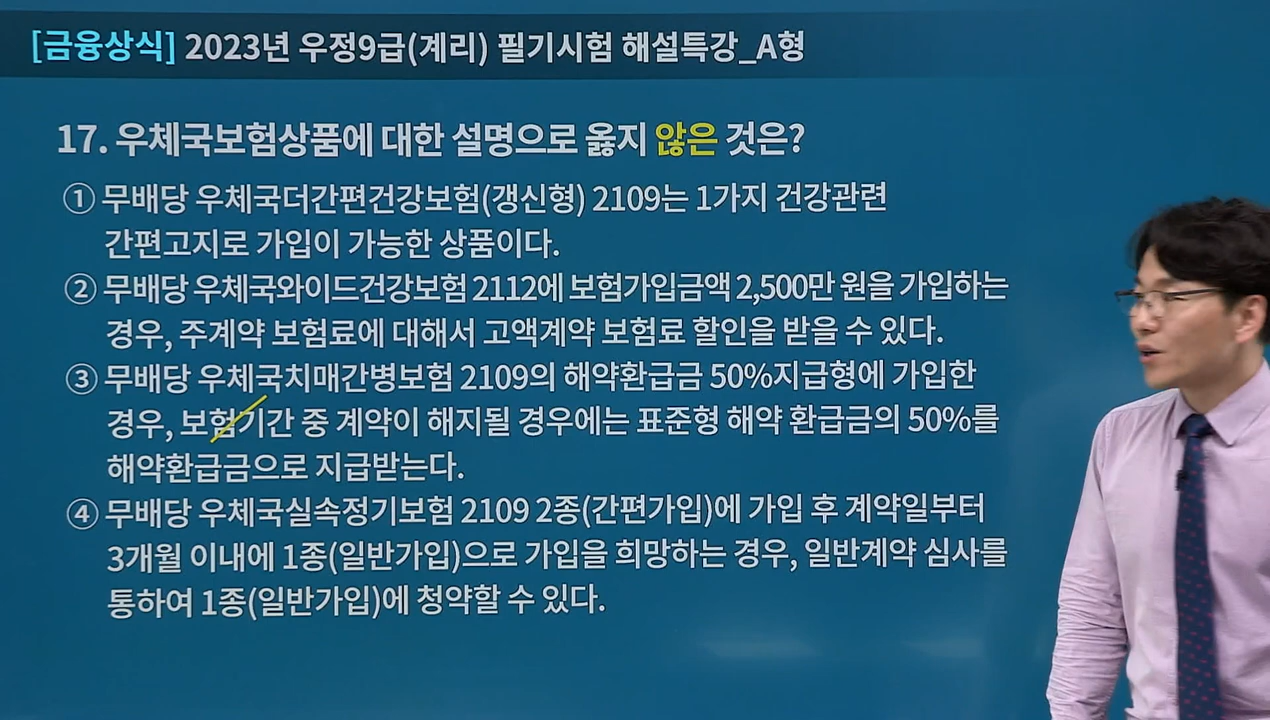 [금융상식] 2023년 우정9급(계리) 필기시험 해설특강_A형
17. 우체국보험상품에 대한 설명으로 옳지 않은 것은?
① 무배당 우체국더간편건강보험(갱신형) 2109는 1가지 건강관련
간편고지로 가입이 가능한 상품이다.
② 무배당 우체국와이드건강보험 2112에 보험가입금액 2,500만 원을 가입하는
경우, 주계약 보험료에 대해서 고액계약 보험료 할인을 받을 수 있다.
③ 무배당 우체국치매간병보험 2109의 해약환급금 50%지급형에 가입한
경우, 보험기간 중 계약이 해지될 경우에는 표준형 해약 환급금의 50%를
해약환급금으로 지급받는다.
④ 무배당 우체국실속정기보험 2109 2종(간편가입)에 가입 후 계약일부터
3개월 이내에 1종(일반가입)으로 가입을 희망하는 경우, 일반계약 심사를
통하여 1종(일반가입)에 청약할 수 있다.